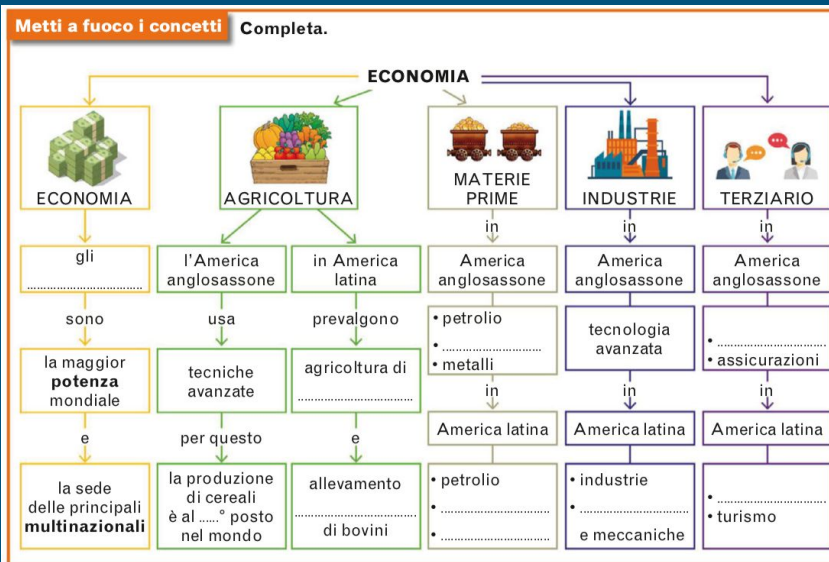 Metti a fuoco i concetti Completa.
ECONOMIA
ECONOMIA
gli
....................................
sono
la maggior
potenza
mondiale
e
la sede
delle principali
multinazionali
AGRICOLTURA
l'America
anglosassone
usa
tecniche
avanzate
per questo
la produzione
di cereali
è al ......° posto
nel mondo
in America
latina
prevalgono
agricoltura di
....................................
e
allevamento
....................................
di bovini
MATERIE
PRIME
in
America
anglosassone
• petrolio
• ..............................
• metalli
in
America latina
• petrolio
• ..................................
• ..................................
INDUSTRIE
in
America
anglosassone
tecnologia
avanzata
in
America latina
• industrie
• ..................................
e meccaniche
TERZIARIO
in
America
anglosassone
• ..................................
• assicurazioni
in
America latina
• ..................................
• turismo